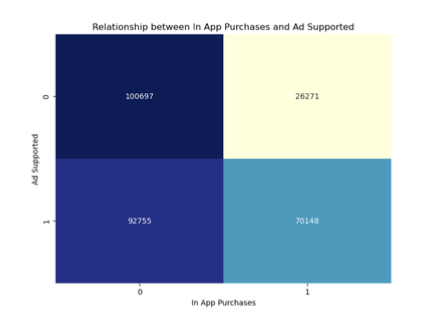 Relationship between In App Purchases and Ad Supported
0
100697
26271
Ad Supported
1
92755
70148
0
1
In App Purchases